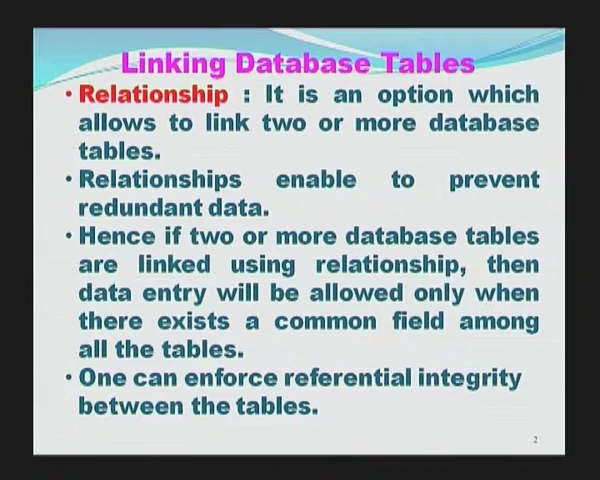 Linking Database Tables
• Relationship : It is an option which
allows to link two or more database
tables.
• Relationships enable to prevent
redundant data.
• Hence if two or more database tables
are linked using relationship, then
data entry will be allowed only when
there exists a common field among
all the tables.
• One can enforce referential integrity
between the tables.
2